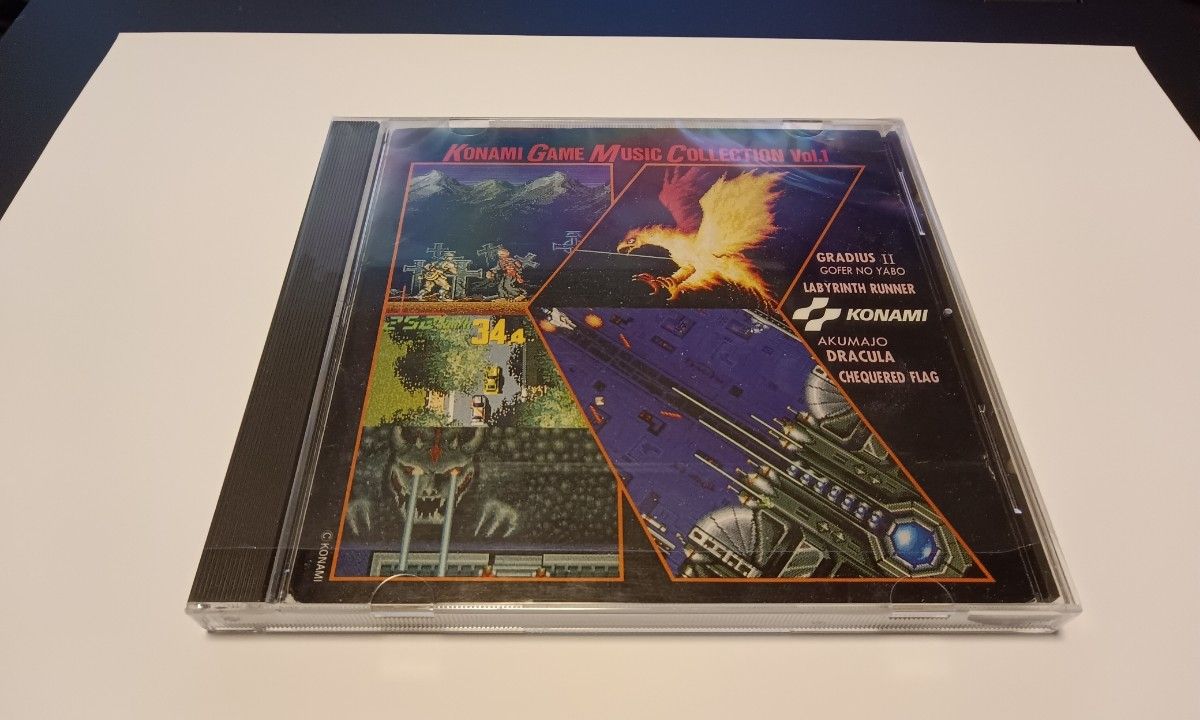 KONAMI GAME MUSIC COLLECTION Vol.1
GRADIUS II
GOFER NO YABO
LABYRINTH RUNNER
KONAMI
AKUMAJO
DRACULA
CHEQUERED FLAG
34.4
© KONAMI